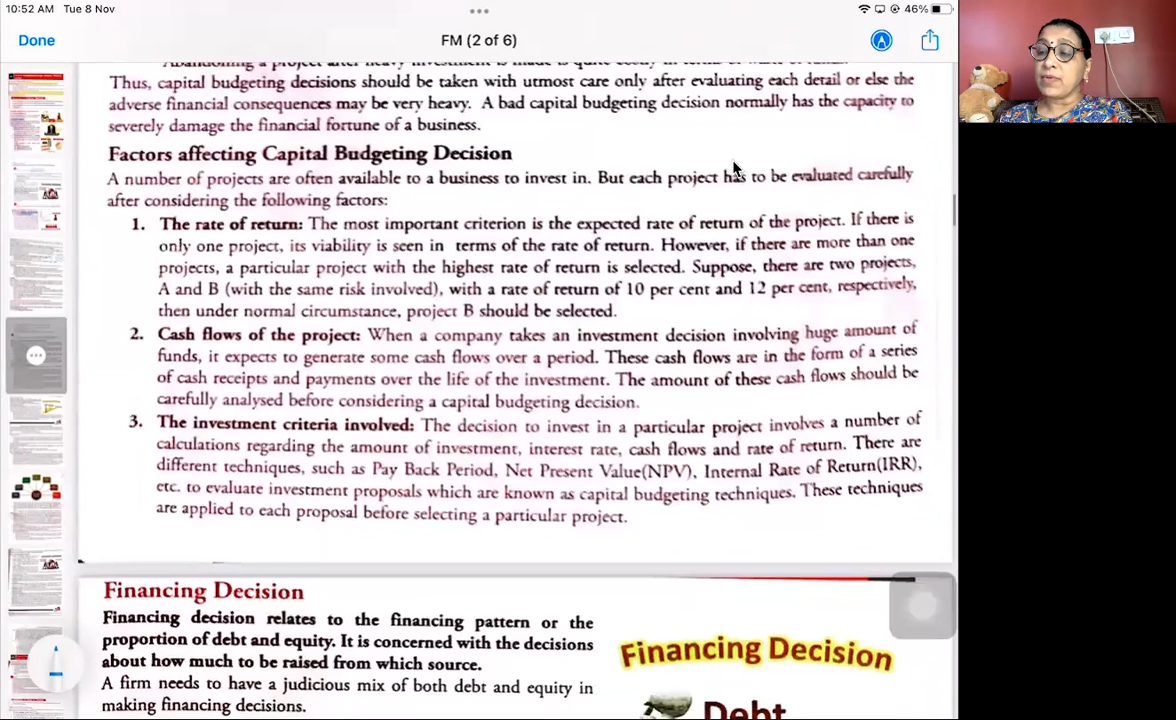 10:52 AM Tue 8 Nov
46%
Done
FM (2 of 6)
Thus, capital budgeting decisions should be taken with utmost care only after evaluating each detail or else the
adverse financial consequences may be very heavy. A bad capital budgeting decision normally has the capacity to
severely damage the financial fortune of a business.
Factors affecting Capital Budgeting Decision
A number of projects are often available to a business to invest in. But each project has to be evaluated carefully
after considering the following factors:
1. The rate of return: The most important criterion is the expected rate of return of the project. If there is
only one project, its viability is seen in terms of the rate of return. However, if there are more than one
projects, a particular project with the highest rate of return is selected. Suppose, there are two projects,
A and B (with the same risk involved), with a rate of return of 10 per cent and 12 per cent, respectively,
then under normal circumstance, project B should be selected.
2. Cash flows of the project: When a company takes an investment decision involving huge amount of
funds, it expects to generate some cash flows over a period. These cash flows are in the form of a series
of cash receipts and payments over the life of the investment. The amount of these cash flows should be
carefully analysed before considering a capital budgeting decision.
3. The investment criteria involved: The decision to invest in a particular project involves a number of
calculations regarding the amount of investment, interest rate, cash flows and rate of return. There are
different techniques, such as Pay Back Period, Net Present Value(NPV), Internal Rate of Return(IRR),
etc. to evaluate investment proposals which are known as capital budgeting techniques. These techniques
are applied to each proposal before selecting a particular project.
Financing Decision
Financing decision relates to the financing pattern or the
proportion of debt and equity. It is concerned with the decisions
about how much to be raised from which source.
A firm needs to have a judicious mix of both debt and equity in
making financing decisions.
Financing Decision
Debt